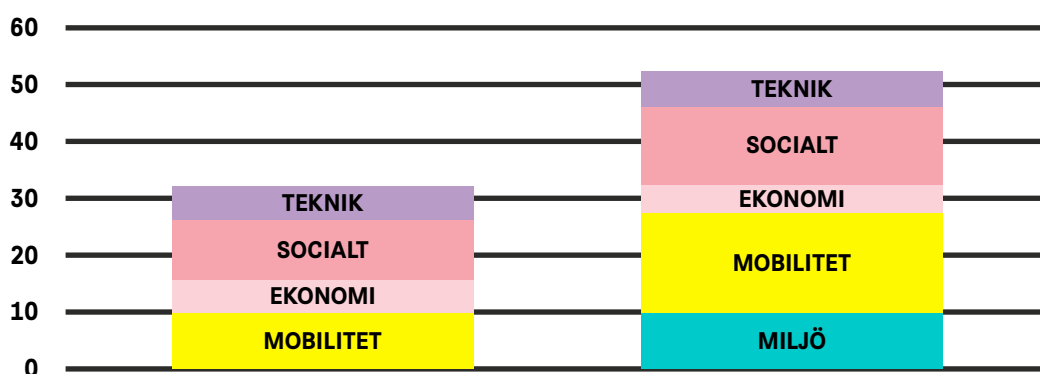 60
50
40
30
20
10
0
TEKNIK
SOCIALT
EKONOMI
MOBILITET
TEKNIK
SOCIALT
EKONOMI
MOBILITET
MILJÖ